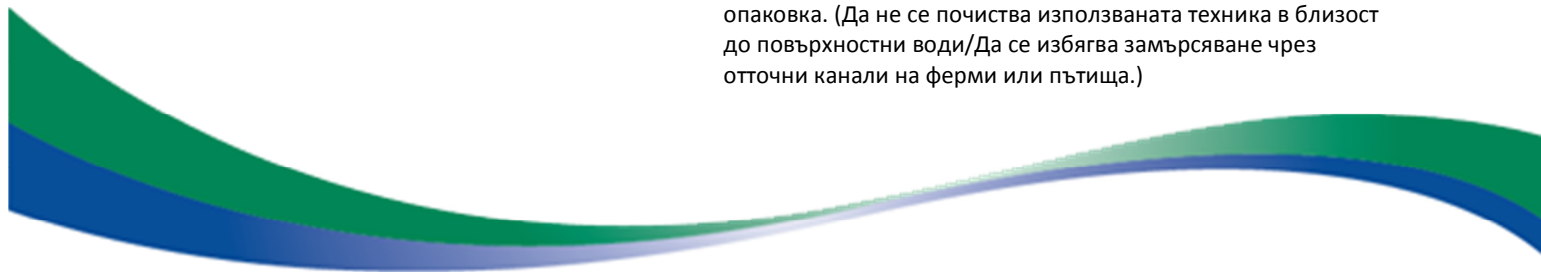 опаковка. (Да не се почиства използваната техника в близост
до повърхностни води/Да се избягва замърсяване чрез
отточни канали на ферми или пътища.)